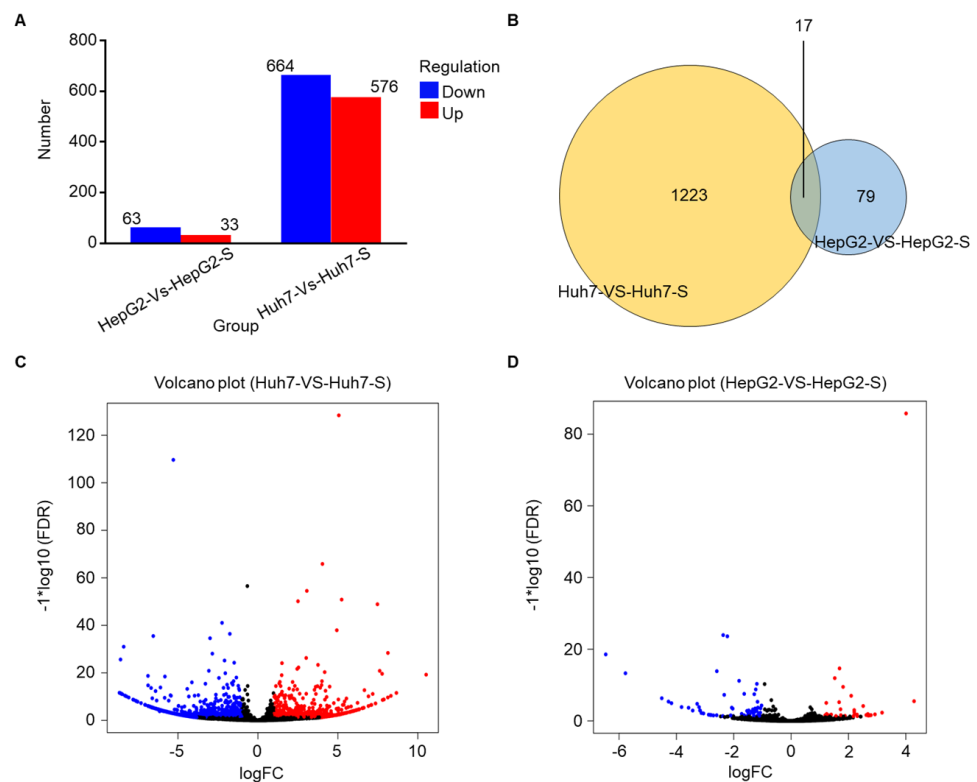 A
Number
800
600
400
200
0
63
33
664
576
Regulation
Down
Up
HepG2-Vs-HepG2-S
Huh7-Vs-Huh7-S
Group
B
17
1223
79
HepG2-VS-HepG2-S
Huh7-VS-Huh7-S
C
Volcano plot (Huh7-VS-Huh7-S)
-1*log10 (FDR)
120
100
80
60
40
20
0
-5
0
5
10
logFC
D
Volcano plot (HepG2-VS-HepG2-S)
-1*log10 (FDR)
80
60
40
20
0
-6
-4
-2
0
2
4
logFC